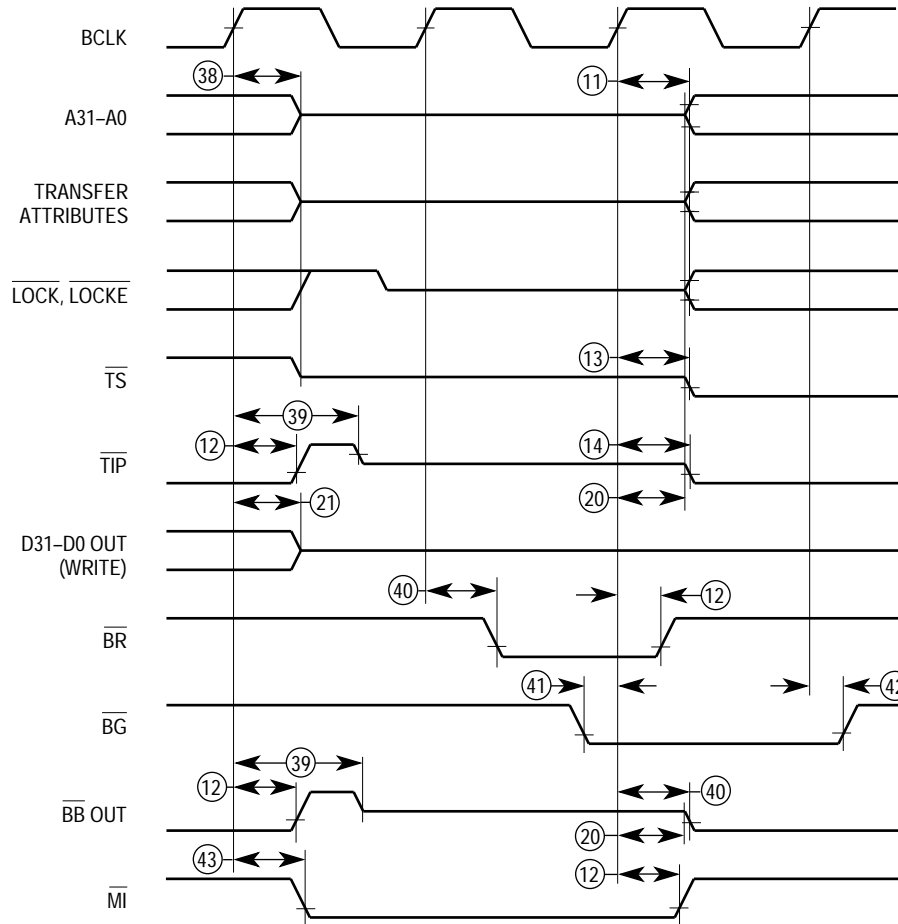 BCLK
38
11
A31–A0
TRANSFER
ATTRIBUTES
LOCK, LOCKE
13
TS
39
12
14
TIP
21
20
D31–D0 OUT
(WRITE)
40
12
BR
41
42
BG
39
12
40
BB OUT
20
43
12
MI